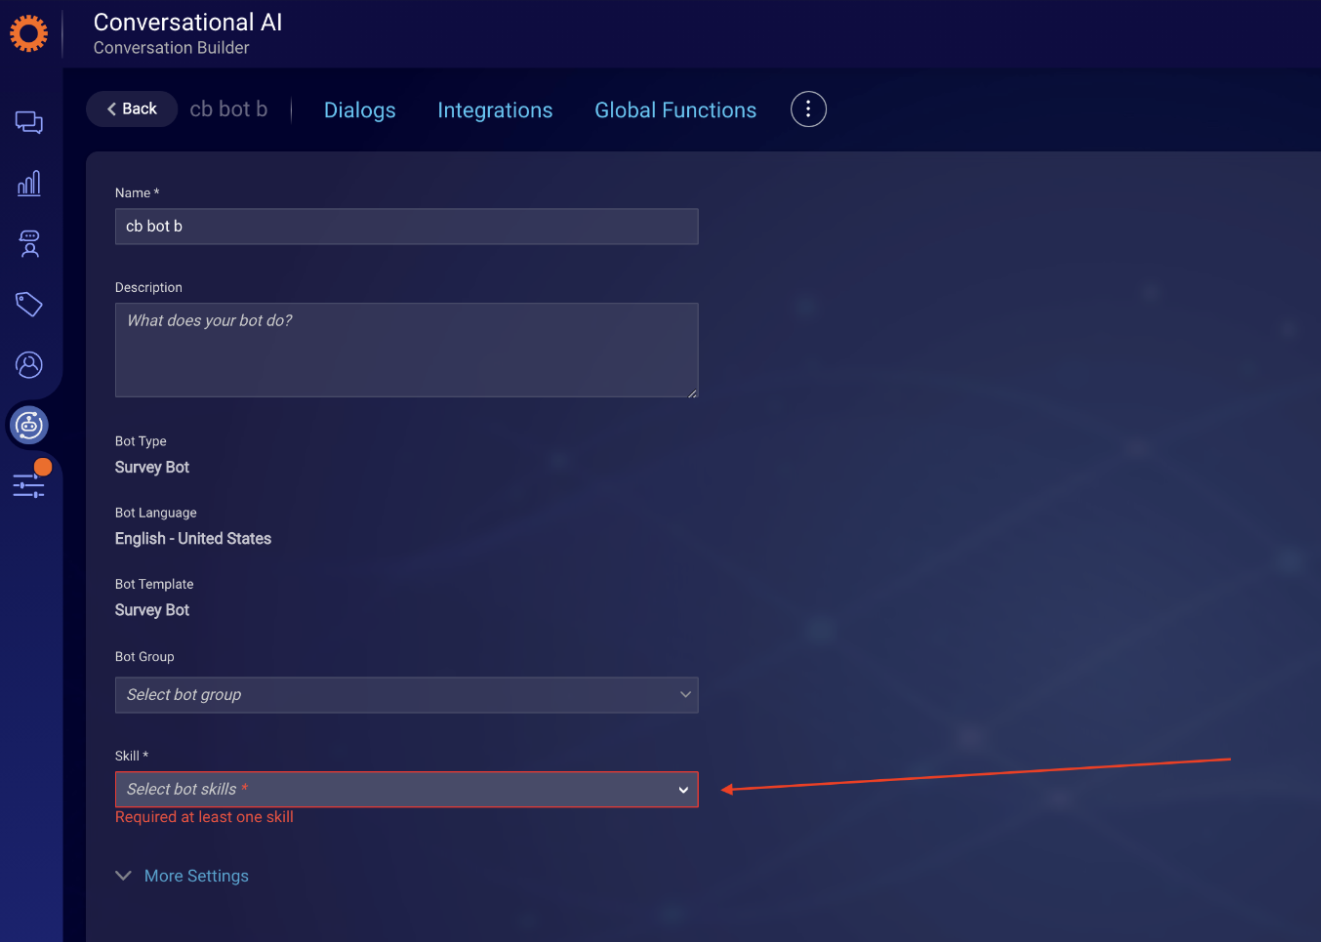 Conversational AI
Conversation Builder
Back cb bot b Dialogs Integrations Global Functions
Name *
cb bot b
Description
What does your bot do?
Bot Type
Survey Bot
Bot Language
English - United States
Bot Template
Survey Bot
Bot Group
Select bot group
Skill *
Select bot skills *
Required at least one skill
More Settings